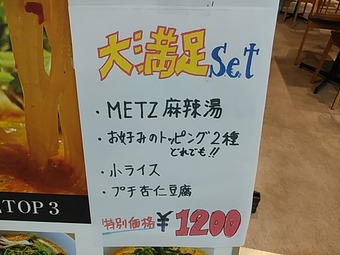 大満足Set
・METZ 麻辣湯
・お好みのトッピング2種
どれでも!!
・小ライス
・プチ杏仁豆腐
特別価格 ¥1200
TOP 3